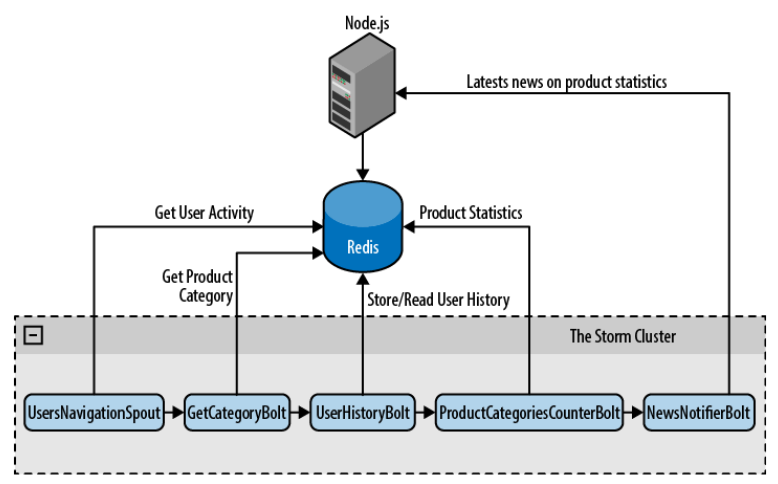 Node.js
Latests news on product statistics
Get User Activity
Product Statistics
Redis
Get Product
Category
Store/Read User History
The Storm Cluster
UsersNavigationSpout
GetCategoryBolt
UserHistoryBolt
ProductCategoriesCounterBolt
NewsNotifierBolt